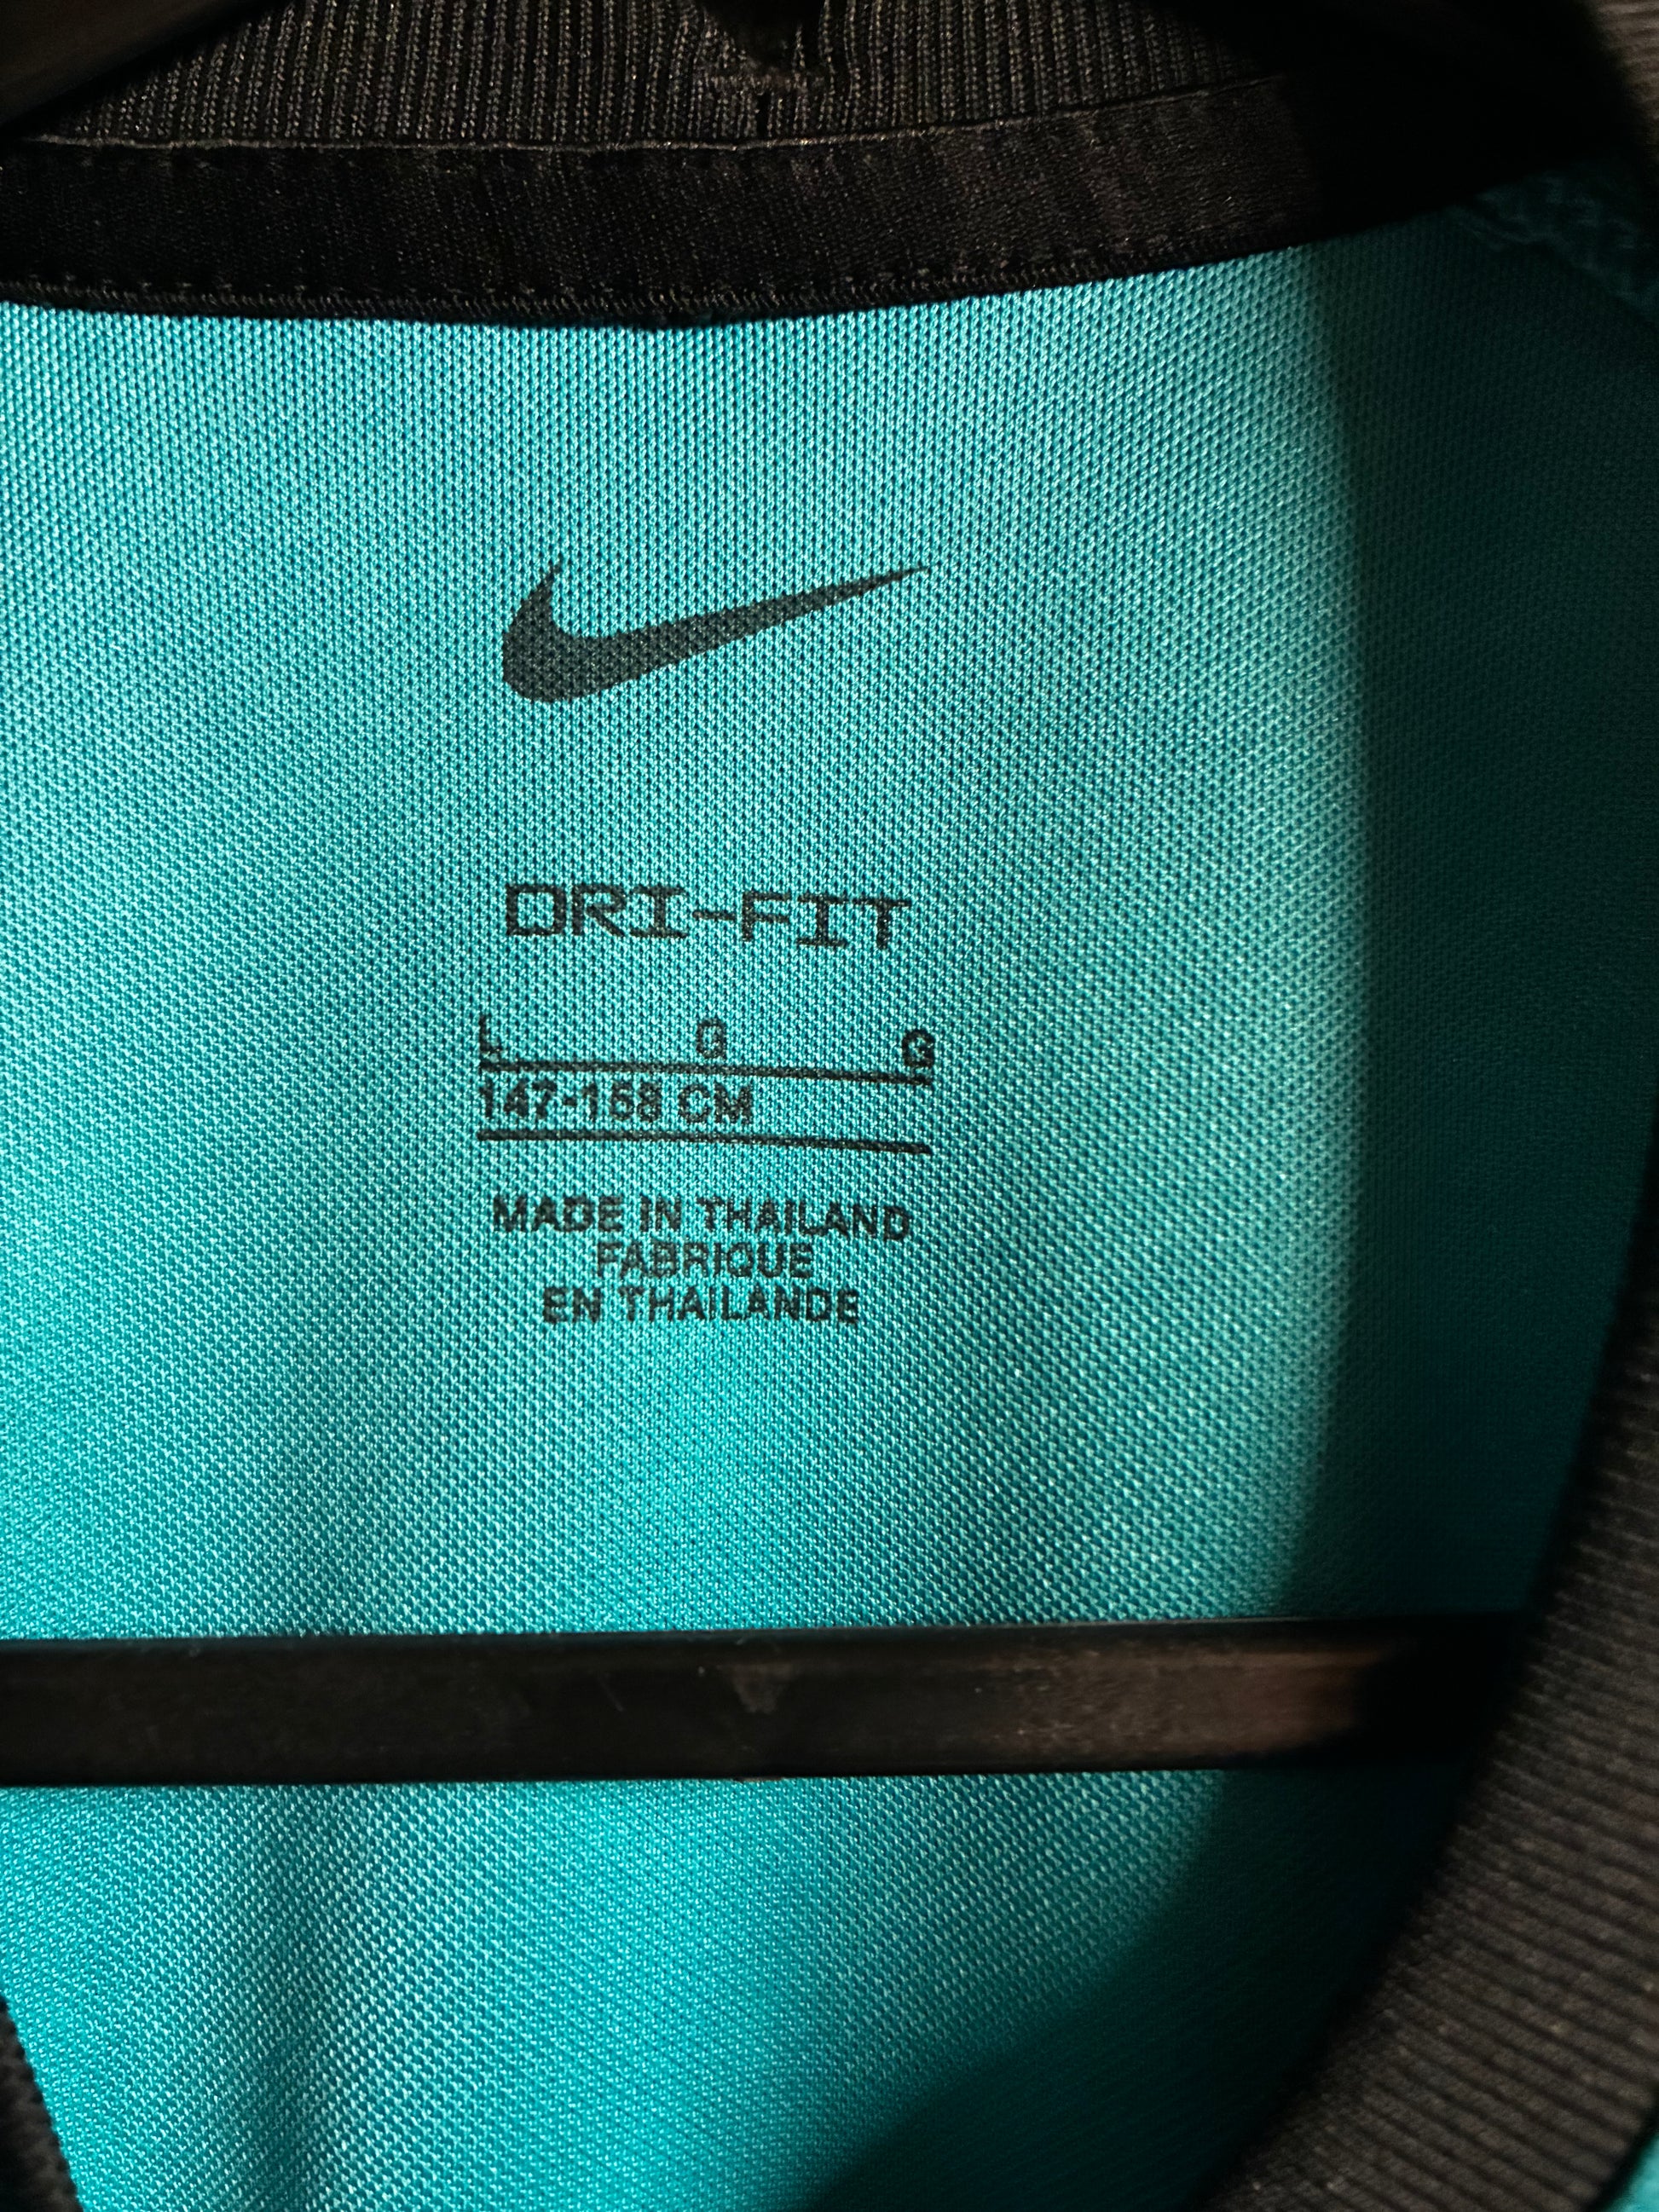 DRI-FIT
L G G
147-158 CM
MADE IN THAILAND
FABRIQUE
EN THAILANDE